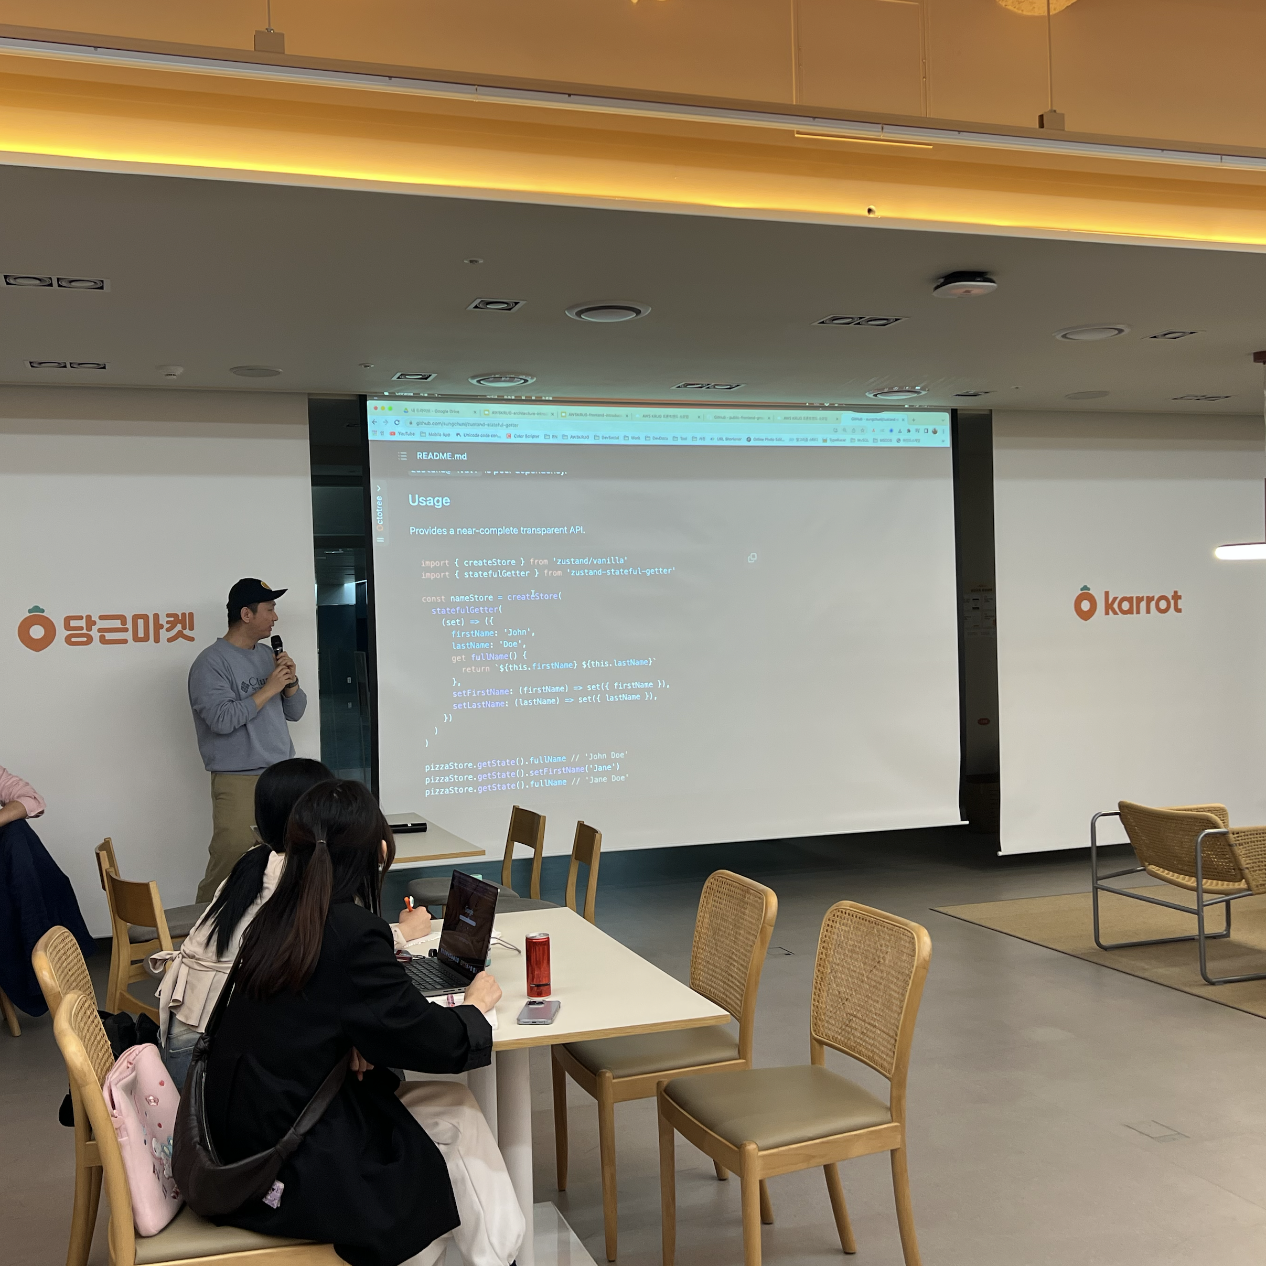 README.md
Octotree
Usage
Provides a near-complete transparent API.
import { createStore } from 'zustand/vanilla'
import { statefulGetter } from 'zustand-stateful-getter'
const nameStore = createStore(
statefulGetter(
(set) => ({
firstName: 'John',
lastName: 'Doe',
get fullName() {
return `${this.firstName} ${this.lastName}`
},
setFirstName: (firstName) => set({ firstName }),
setLastName: (lastName) => set({ lastName }),
})
)
)
pizzaStore.getState().fullName // 'John Doe'
pizzaStore.getState().setFirstName('Jane')
pizzaStore.getState().fullName // 'Jane Doe'
당근마켓
karrot